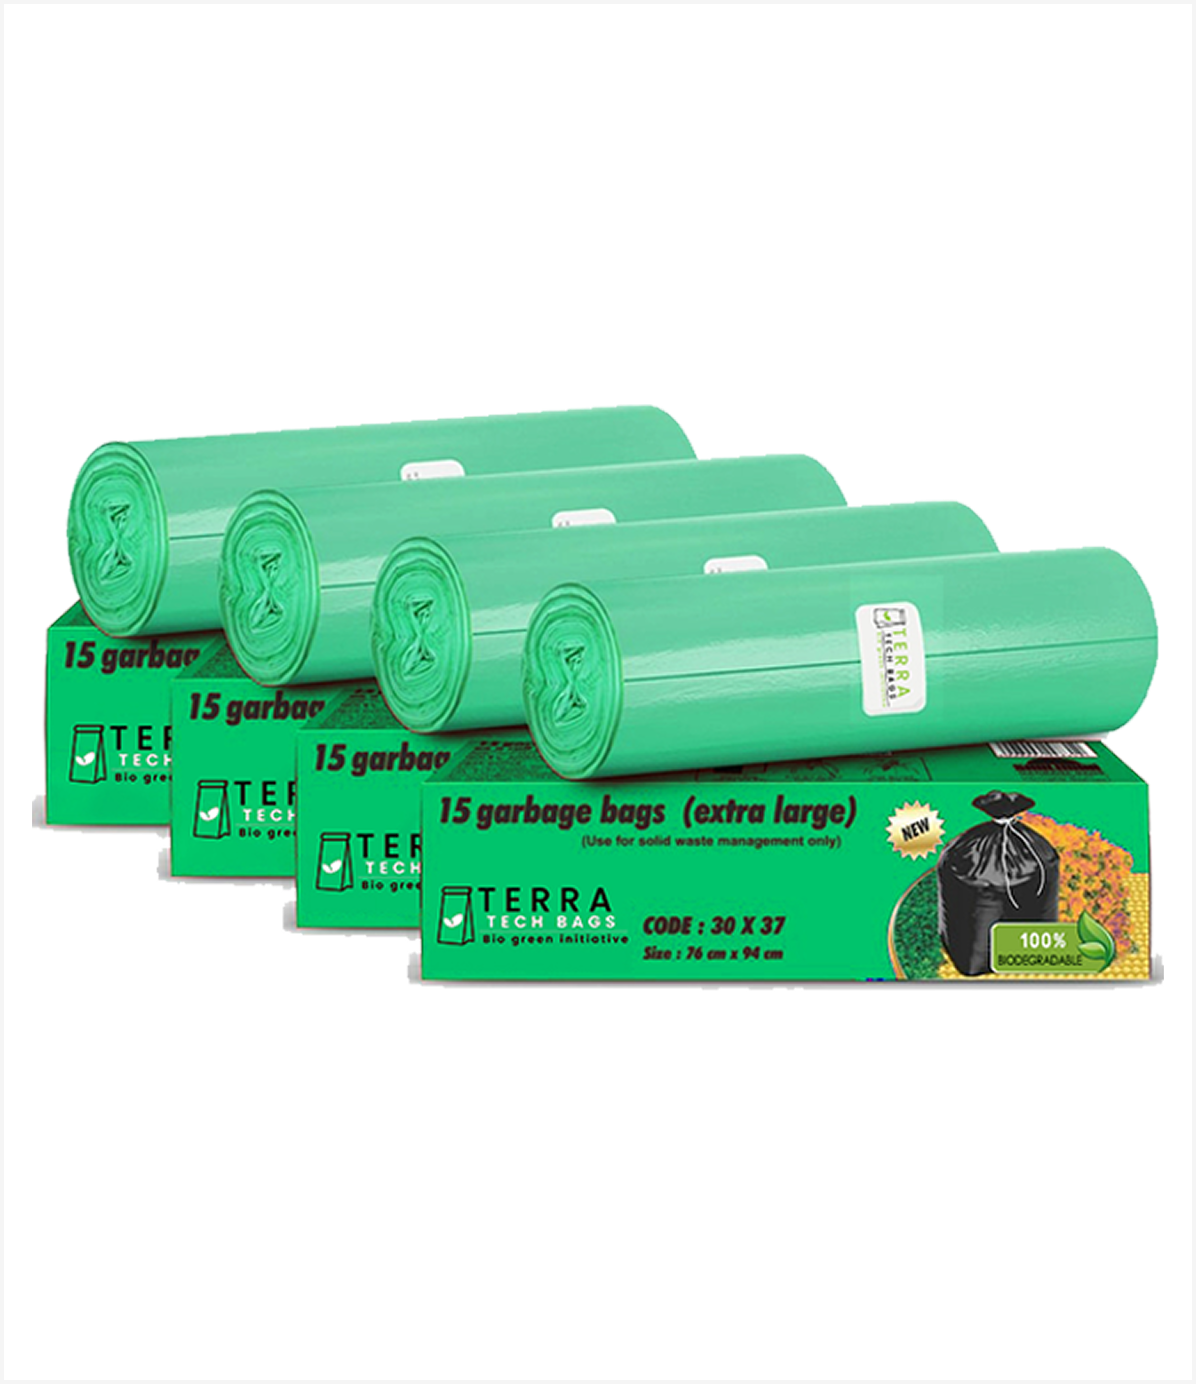 TERRA
TECH BAGS
15 garbag
TER
TECH
Bio gree
15 garbag
TER
TECH
Bio gree
15 garbag
TER
TECH
Bio gree
15 garbage bags (extra large)
(Use for solid waste management only)
NEW
TERRA
TECH BAGS
Bio green initiative
CODE : 30 X 37
Size : 76 cm x 94 cm
100%
BIODEGRADABLE